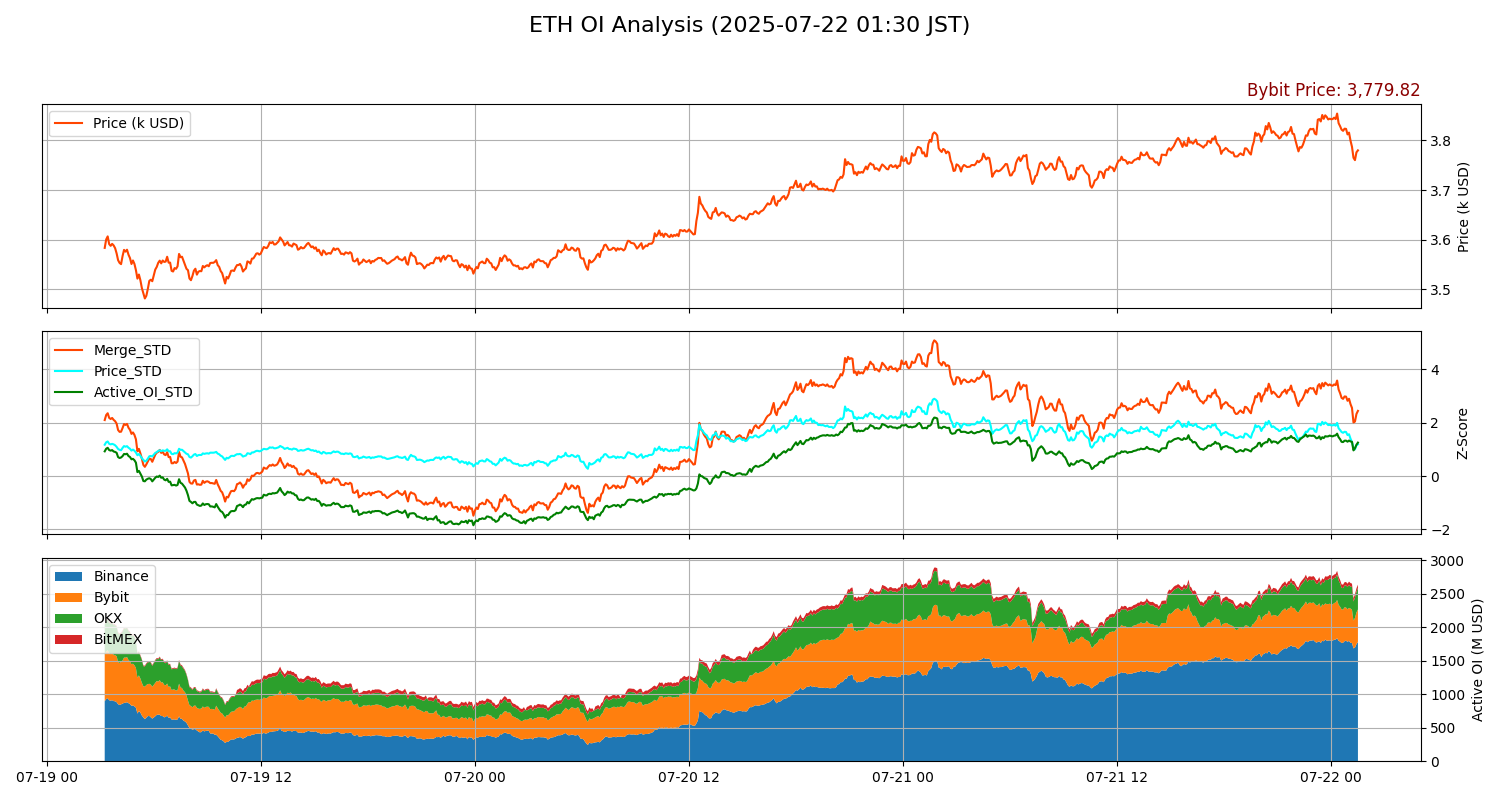 ETH OI Analysis (2025-07-22 01:30 JST)
Bybit Price: 3,779.82
Price (k USD)
3.8
3.7
3.6
3.5
Price (k USD)
Merge_STD
Price_STD
Active_OI_STD
4
2
0
−2
Z-Score
Binance
Bybit
OKX
BitMEX
3000
2500
2000
1500
1000
500
0
Active OI (M USD)
07-19 00
07-19 12
07-20 00
07-20 12
07-21 00
07-21 12
07-22 00